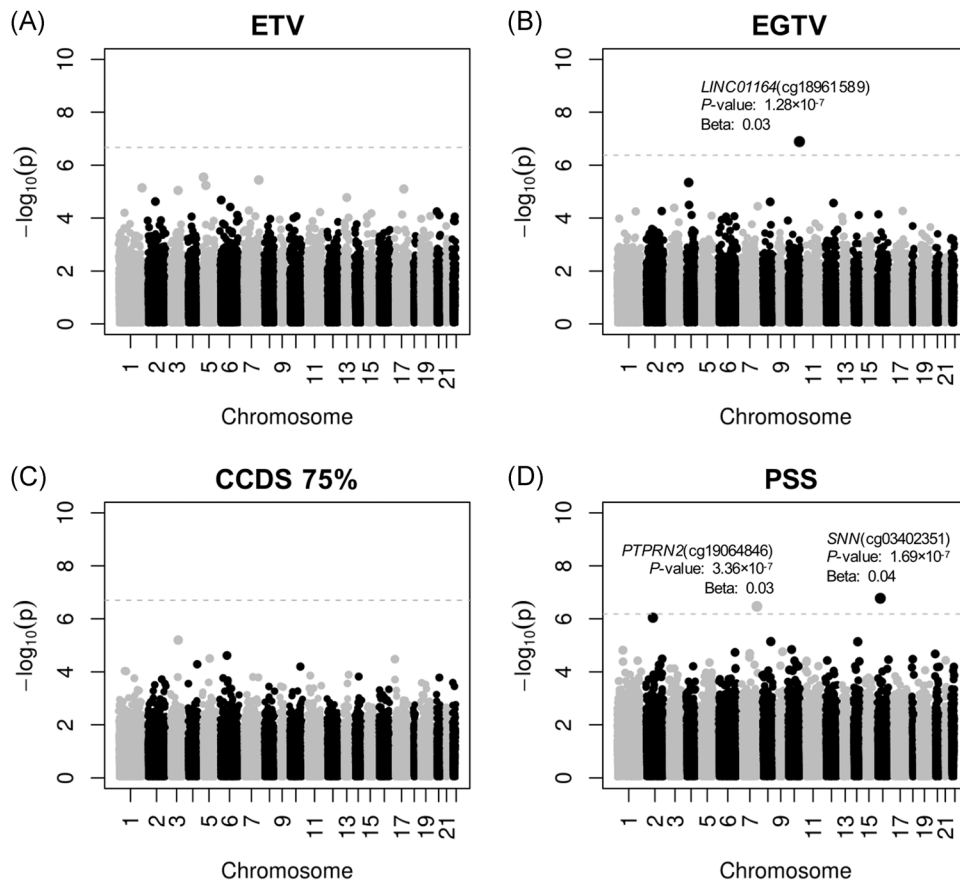 (A)
ETV
10
8
6
4
2
0
−log10(p)
1 2 3 5 6 7 9 11 13 15 17 19 21
Chromosome
(B)
EGTV
LINC01164(cg18961589)
P-value: 1.28×10-7
Beta: 0.03
10
8
6
4
2
0
−log10(p)
1 2 3 4 5 6 7 9 11 13 15 17 19 21
Chromosome
(C)
CCDS 75%
10
8
6
4
2
0
−log10(p)
1 2 3 5 6 7 9 11 13 15 17 19 21
Chromosome
(D)
PSS
PTPRN2(cg19064846)
P-value: 3.36×10-7
Beta: 0.03
SNN(cg03402351)
P-value: 1.69×10-7
Beta: 0.04
10
8
6
4
2
0
−log10(p)
1 2 3 4 5 6 7 9 11 13 15 17 19 21
Chromosome